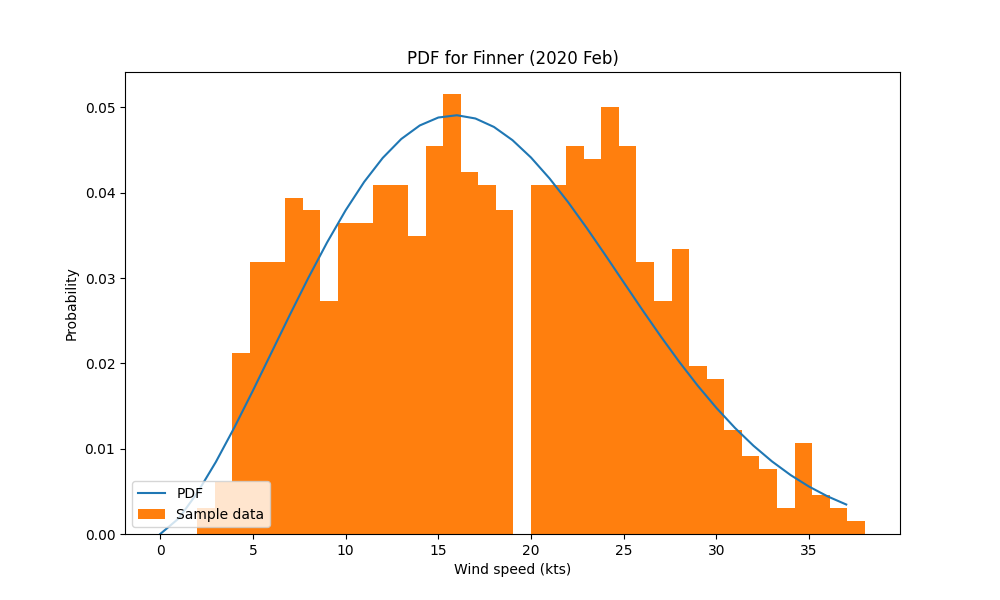 PDF for Finner (2020 Feb)
0.05
0.04
0.03
0.02
0.01
0.00
Probability
PDF
Sample data
0 5 10 15 20 25 30 35
Wind speed (kts)